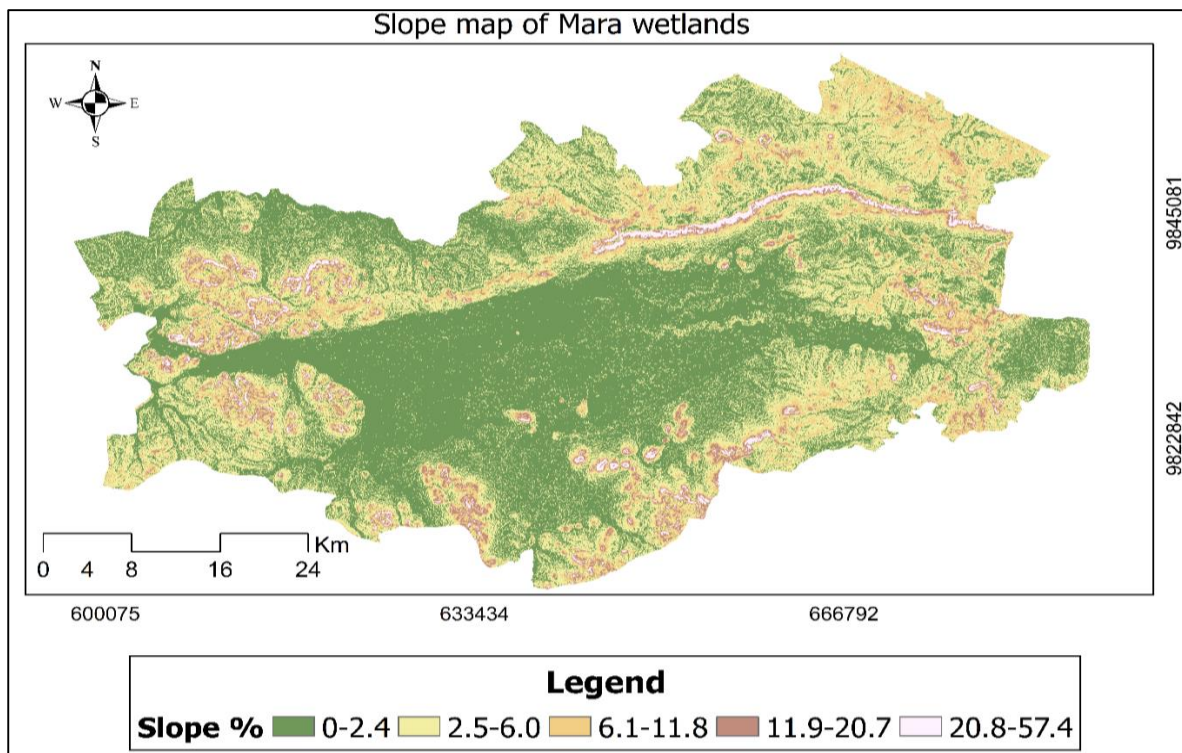 Slope map of Mara wetlands
N
W E
S
9845081
9822842
Km
0 4 8 16 24
600075 633434 666792
Legend
Slope % 0-2.4 2.5-6.0 6.1-11.8 11.9-20.7 20.8-57.4